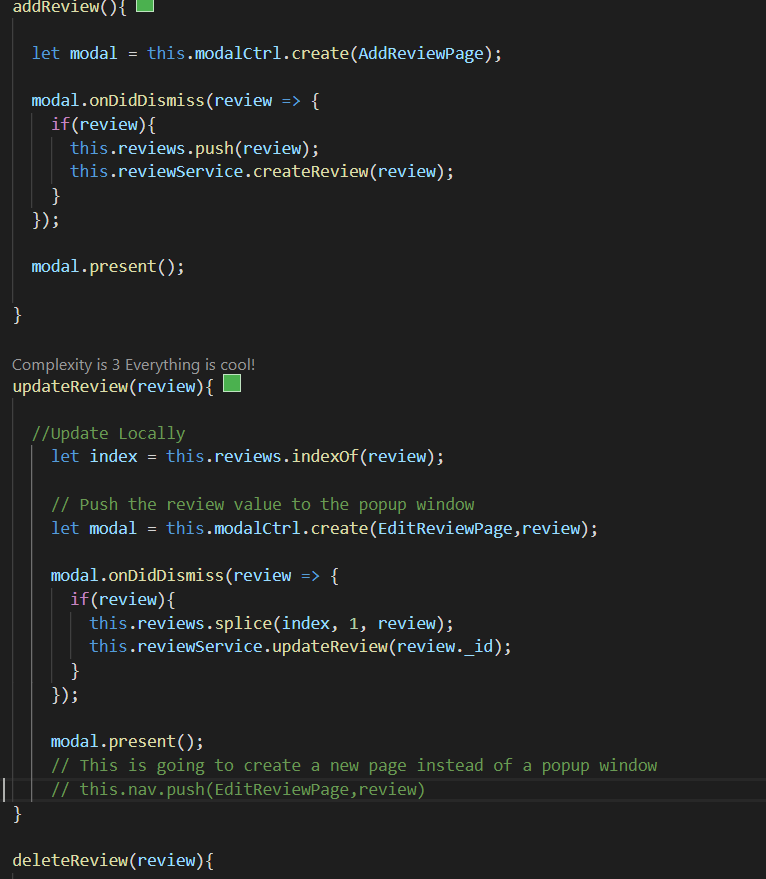 addReview(){
let modal = this.modalCtrl.create(AddReviewPage);
modal.onDidDismiss(review => {
if(review){
this.reviews.push(review);
this.reviewService.createReview(review);
}
});
modal.present();
}
Complexity is 3 Everything is cool!
updateReview(review){
//Update Locally
let index = this.reviews.indexOf(review);
// Push the review value to the popup window
let modal = this.modalCtrl.create(EditReviewPage,review);
modal.onDidDismiss(review => {
if(review){
this.reviews.splice(index, 1, review);
this.reviewService.updateReview(review._id);
}
});
modal.present();
// This is going to create a new page instead of a popup window
// this.nav.push(EditReviewPage,review)
}
deleteReview(review){